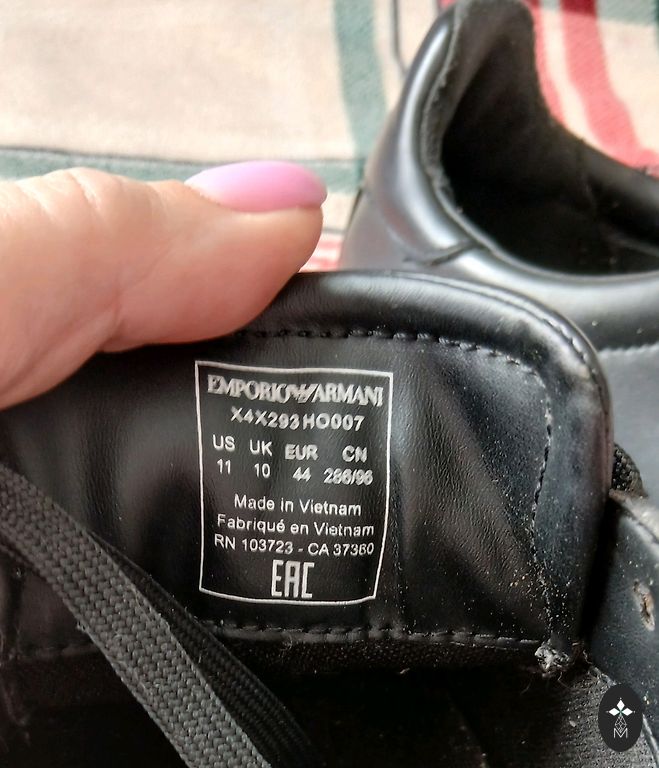 EMPORIO ARMANI
X4X293 HO007
US UK EUR CN
11 10 44 286/96
Made in Vietnam
Fabriqué en Vietnam
RN 103723 - CA 37360
EAC
M